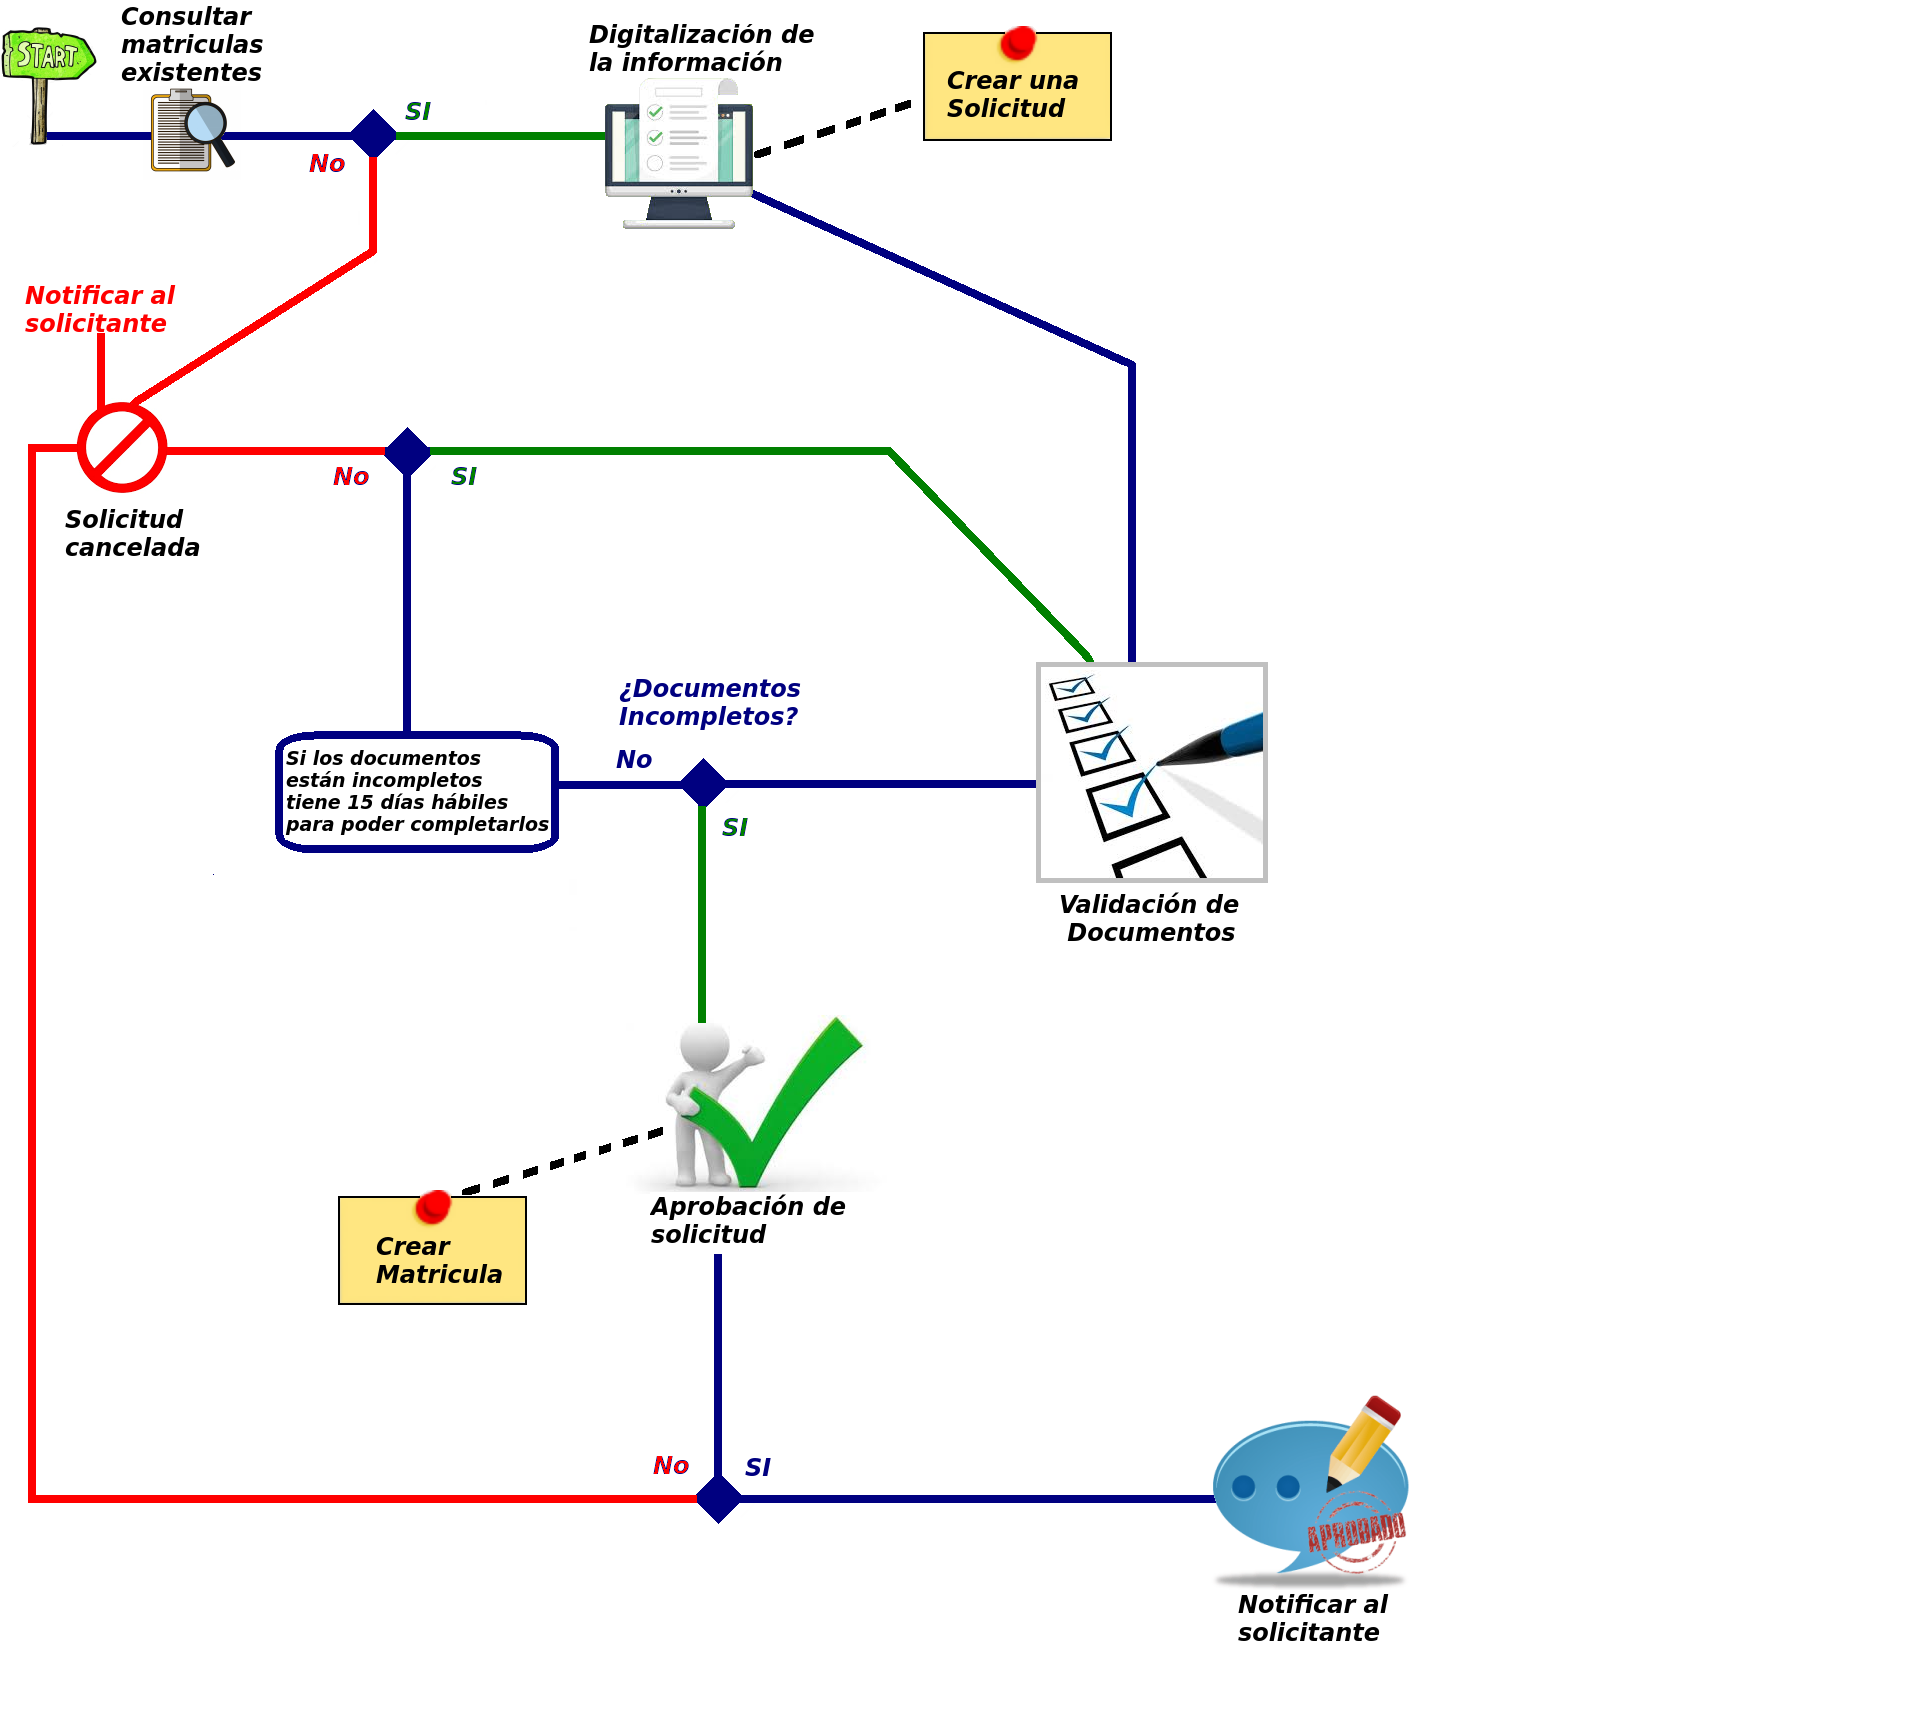 START
Consultar
matriculas
existentes
SI
No
Digitalización de
la información
Crear una
Solicitud
Notificar al
solicitante
No
SI
Solicitud
cancelada
¿Documentos
Incompletos?
No
SI
Si los documentos
están incompletos
tiene 15 días hábiles
para poder completarlos
Validación de
Documentos
Aprobación de
solicitud
Crear
Matricula
No
SI
APROBADO
Notificar al
solicitante